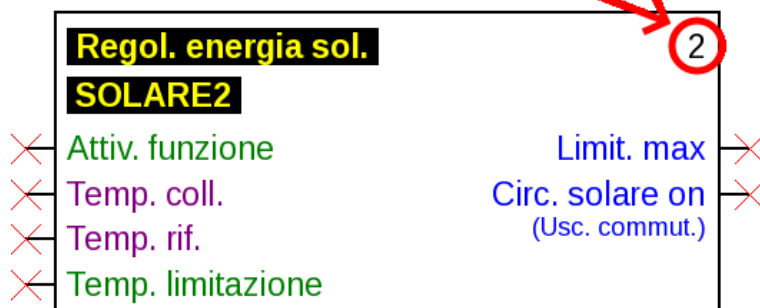 Regol. energia sol.
2
SOLARE2
Attiv. funzione
Limit. max
Temp. coll.
Circ. solare on
(Usc. commut.)
Temp. rif.
Temp. limitazione